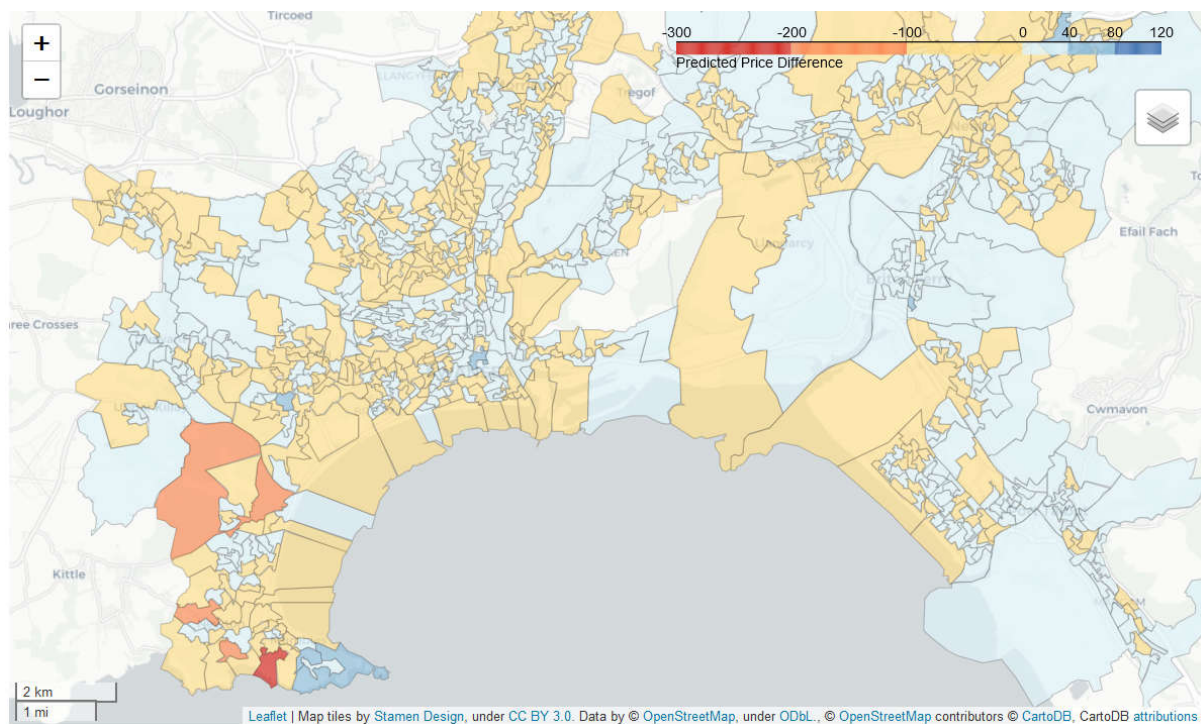 Tircoed
-300 -200 -100 0 40 80 120
Predicted Price Difference
+
−
Gorseinon
Loughor
Tregof
Efail Fach
ree Crosses
Cwmavon
Kittle
2 km
1 mi
Leaflet | Map tiles by Stamen Design, under CC BY 3.0. Data by © OpenStreetMap, under ODbL., © OpenStreetMap contributors © CartoDB, CartoDB attributio